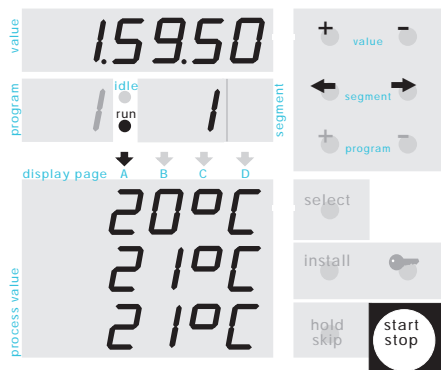 value
1.59.50
+ -
value
program
1
idle
run
1
segment
segment
+ -
program
display page A B C D
process value
20°C
21°C
21°C
select
install
hold
skip
start
stop